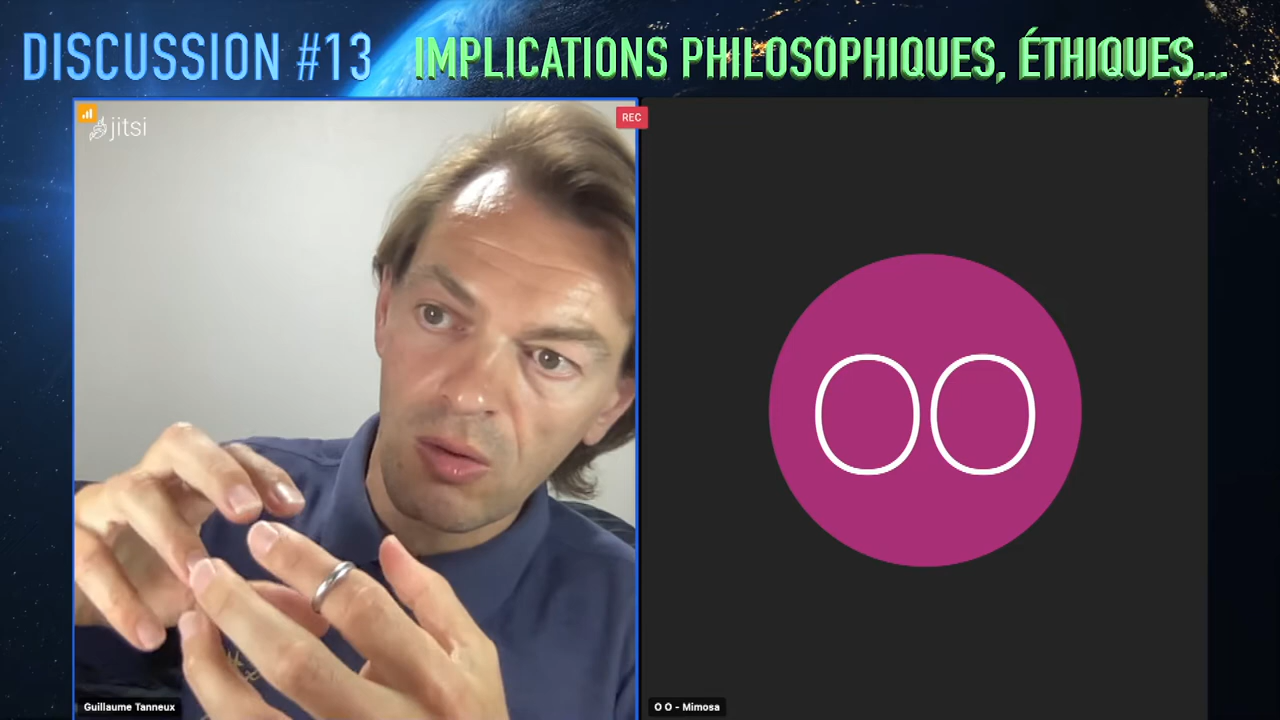 DISCUSSION #13 IMPLICATIONS PHILOSOPHIQUES, ÉTHIQUES...
jitsi
REC
OO
Guillaume Tanneux
O O - Mimosa